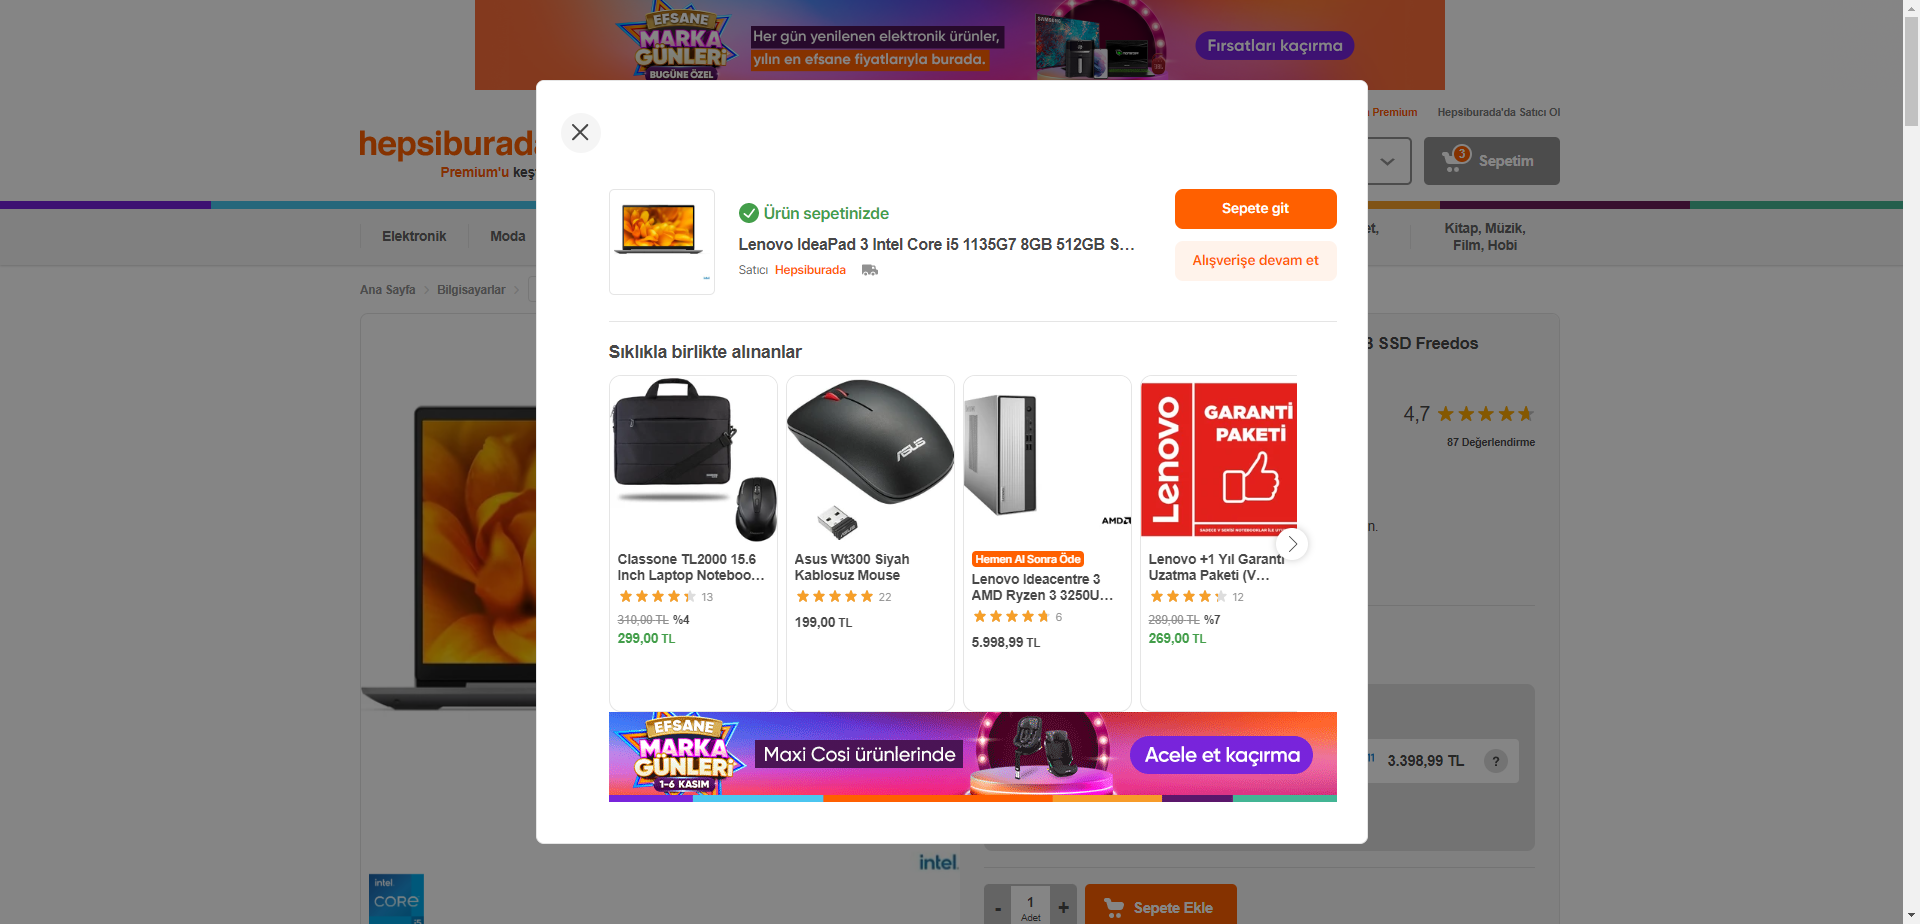 EFSANE
MARKA
GÜNLERİ
BUGÜNE ÖZEL
Her gün yenilenen elektronik ürünler,
yılın en efsane fiyatlarıyla burada.
SAMSUNG
Fırsatları kaçırma
Premium
Hepsiburada'da Satıcı Ol
hepsiburada
Premium'u keş
3
Sepetim
Elektronik
Moda
et,
Kitap, Müzik,
Film, Hobi
Ana Sayfa
Bilgisayarlar
Ürün sepetinizde
Lenovo IdeaPad 3 Intel Core i5 1135G7 8GB 512GB S...
Satıcı Hepsiburada
Sepete git
Alışverişe devam et
SSD Freedos
4,7
87 Değerlendirme
n.
Sıklıkla birlikte alınanlar
Classone TL2000 15.6
Inch Laptop Noteboo...
13
310,00 TL %4
299,00 TL
ASUS
Asus Wt300 Siyah
Kablosuz Mouse
22
199,00 TL
AMD
Hemen Al Sonra Öde
Lenovo Ideacentre 3
AMD Ryzen 3 3250U...
6
5.998,99 TL
Lenovo
GARANTİ
PAKETİ
Lenovo +1 Yıl Garanti
Uzatma Paketi (V...
12
289,00 TL %7
269,00 TL
EFSANE
MARKA
GÜNLERİ
1-6 KASIM
Maxi Cosi ürünlerinde
Acele et kaçırma
3.398,99 TL
?
intel.
intel
CORE
i5
-
1
Adet
+
Sepete Ekle